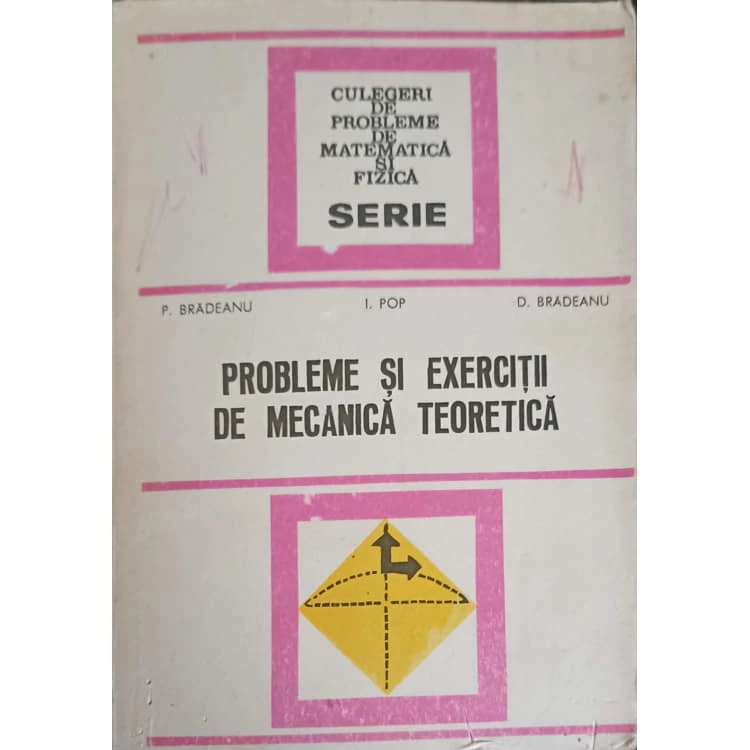 CULEGERI
DE
PROBLEME
DE
MATEMATICĂ
ȘI
FIZICĂ
SERIE
P. BRĂDEANU I. POP D. BRĂDEANU
PROBLEME ȘI EXERCIȚII
DE MECANICĂ TEORETICĂ